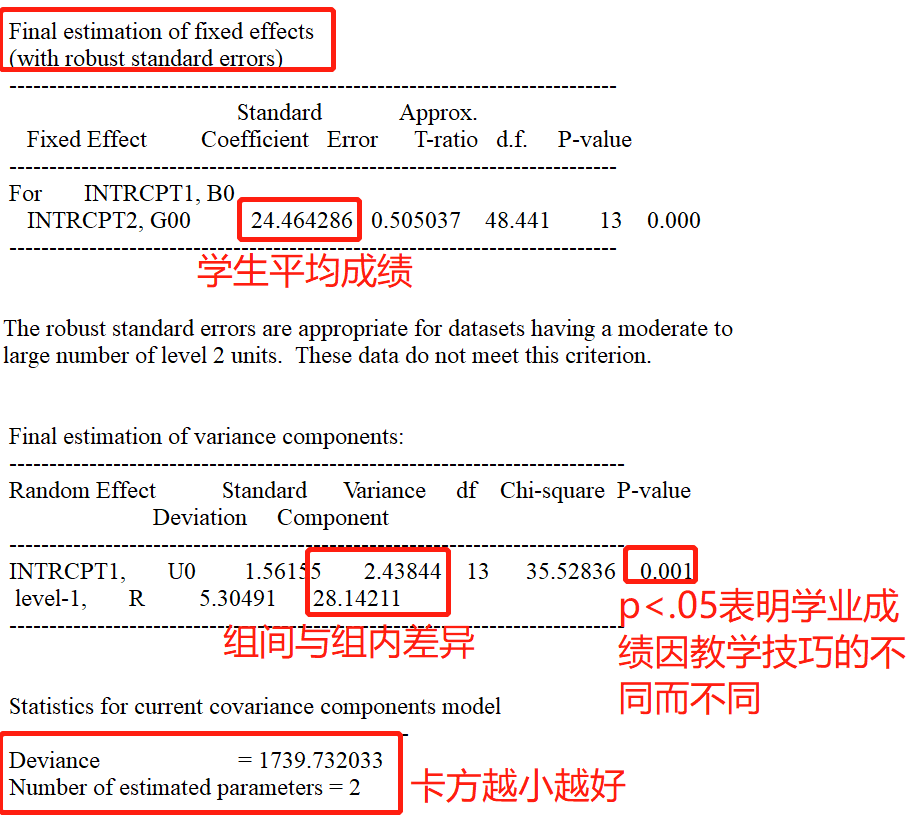 Final estimation of fixed effects
(with robust standard errors)
----------------------------------------------------------------------------
Standard Approx.
Fixed Effect Coefficient Error T-ratio d.f. P-value
----------------------------------------------------------------------------
For INTRCPT1, B0
INTRCPT2, G00 24.464286 0.505037 48.441 13 0.000
----------------------------------------------------------------------------
学生平均成绩
The robust standard errors are appropriate for datasets having a moderate to
large number of level 2 units. These data do not meet this criterion.
Final estimation of variance components:
-----------------------------------------------------------------------------
Random Effect Standard Variance df Chi-square P-value
Deviation Component
-----------------------------------------------------------------------------
INTRCPT1, U0 1.56155 2.43844 13 35.52836 0.001
level-1, R 5.30491 28.14211
-----------------------------------------------------------------------------
组间与组内差异
p<.05表明学业成
绩因教学技巧的不
同而不同
Statistics for current covariance components model
--------------------------------------------------
Deviance = 1739.732033
Number of estimated parameters = 2
卡方越小越好